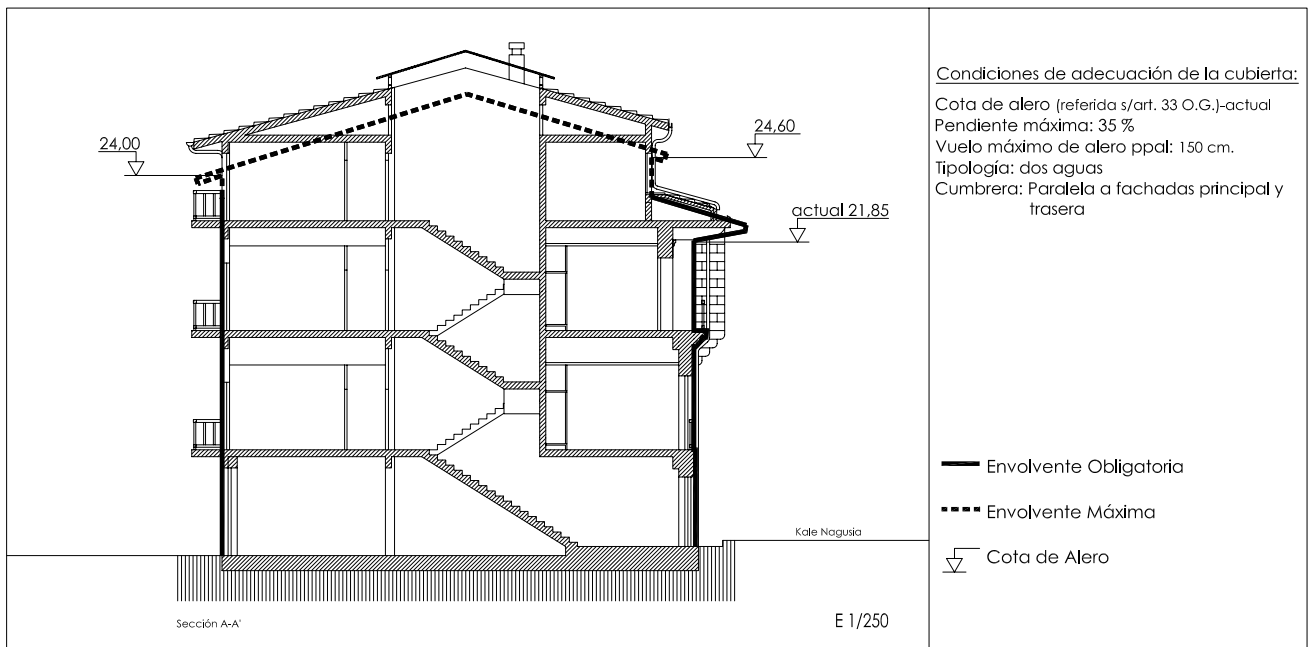 24,00
24,60
actual 21,85
Kale Nagusia
Sección A-A'
E 1/250
Condiciones de adecuación de la cubierta:
Cota de alero (referida s/art. 33 O.G.)-actual
Pendiente máxima: 35 %
Vuelo máximo de alero ppal: 150 cm.
Tipología: dos aguas
Cumbrera: Paralela a fachadas principal y
trasera
Envolvente Obligatoria
Envolvente Máxima
Cota de Alero